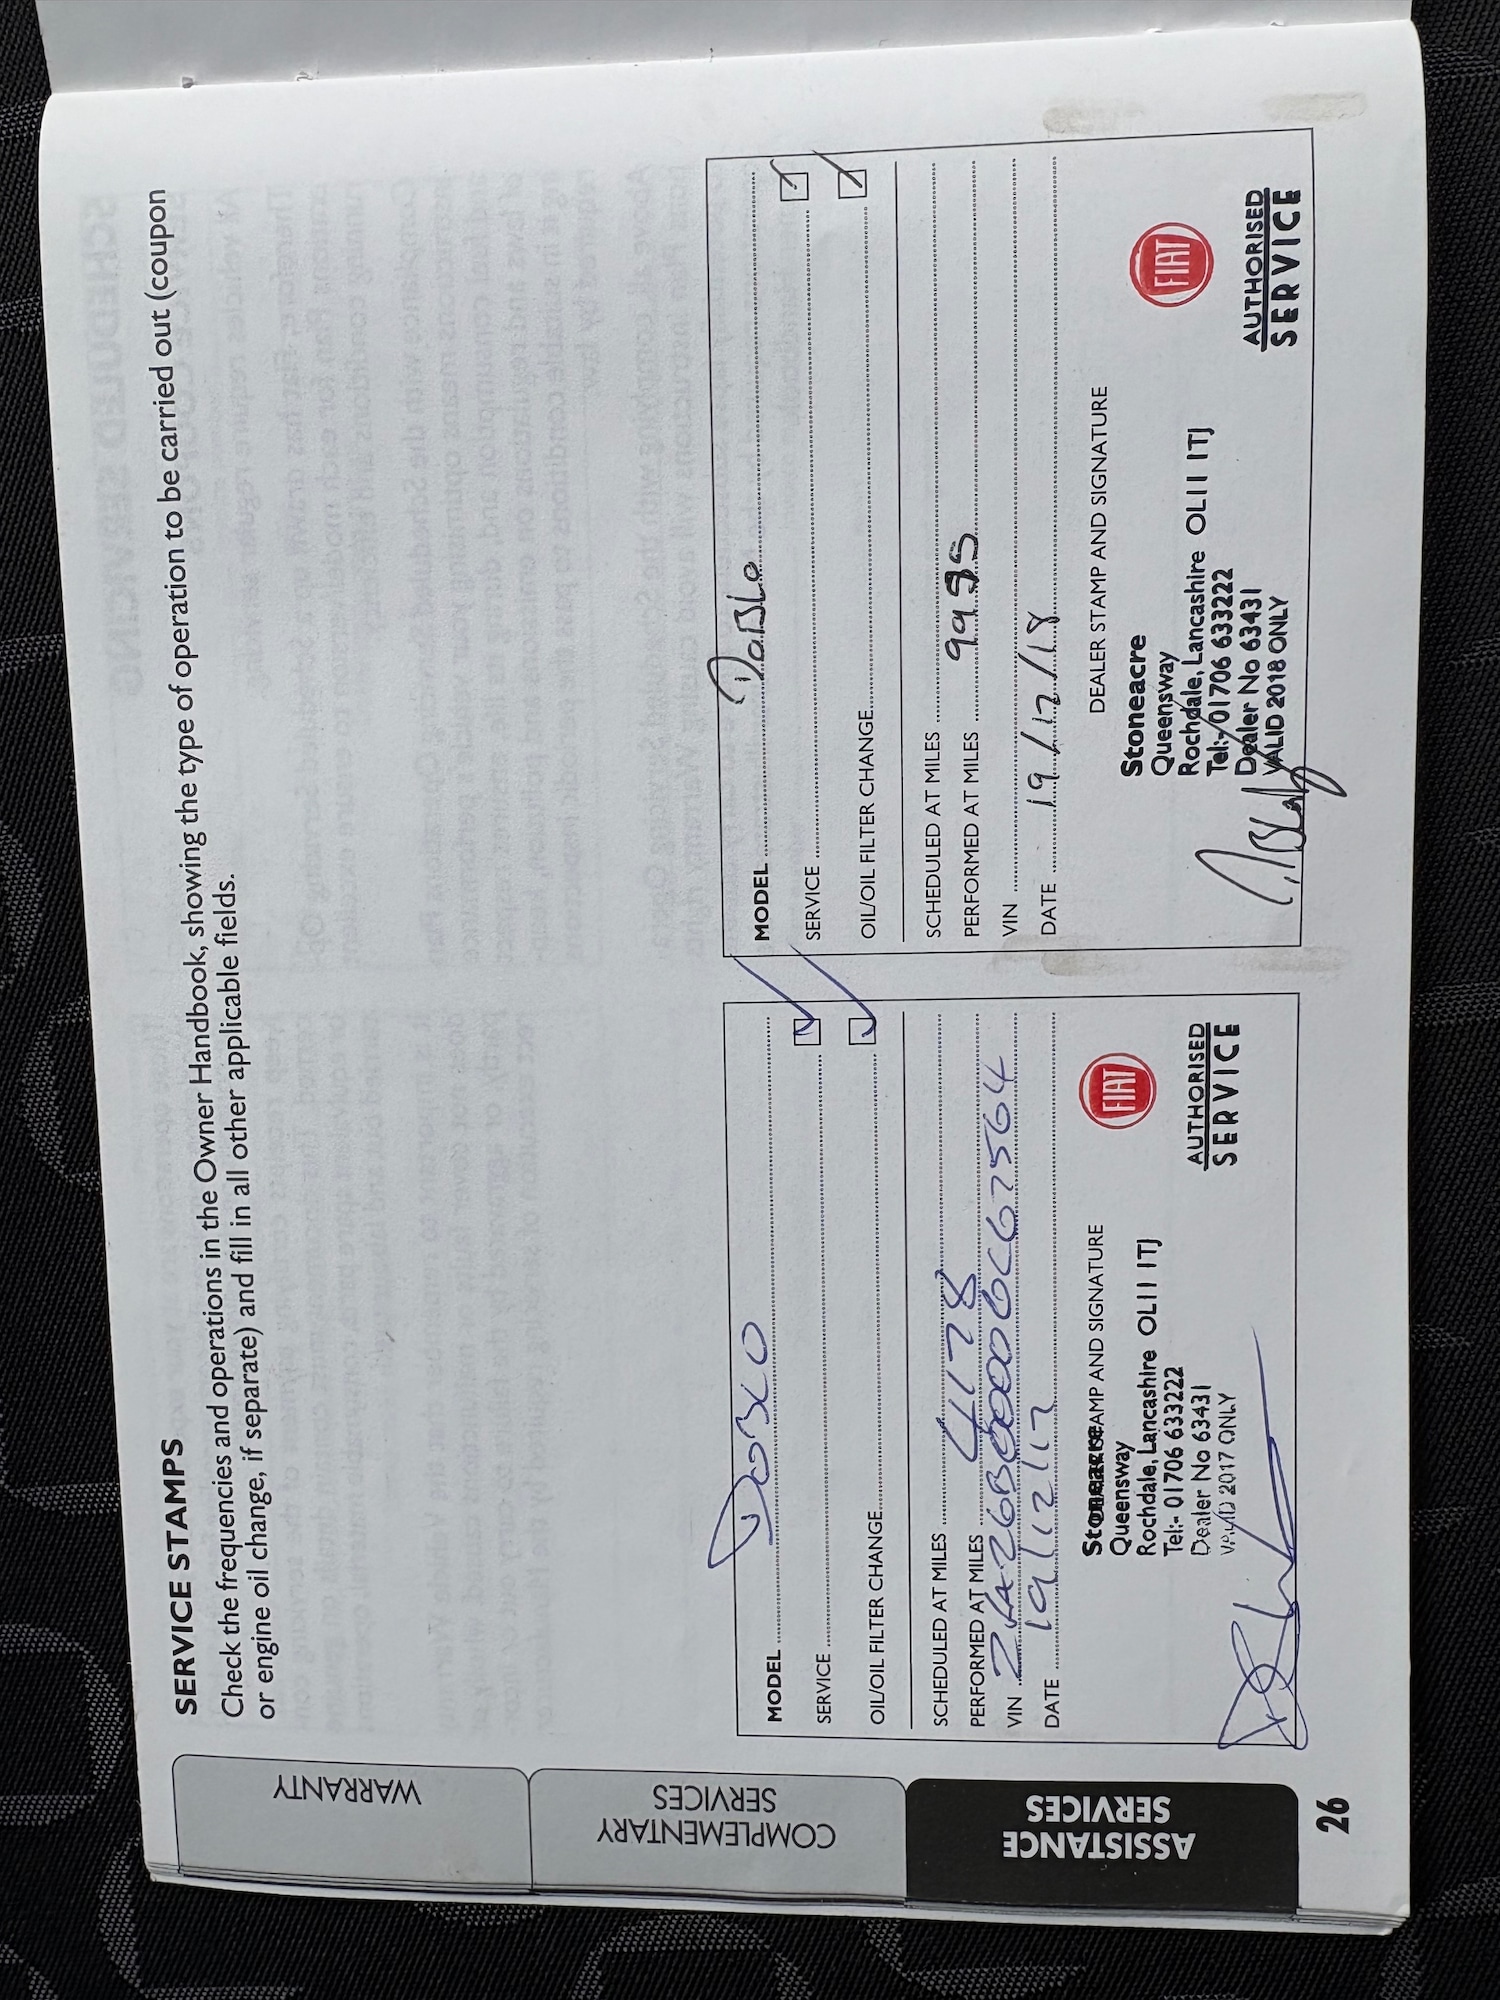 SERVICE STAMPS
Check the frequencies and operations in the Owner Handbook, showing the type of operation to be carried out (coupon
or engine oil change, if separate) and fill in all other applicable fields.
MODEL DOBLO
SERVICE
OIL/OIL FILTER CHANGE
SCHEDULED AT MILES
PERFORMED AT MILES 4178
VIN
DATE 19/12/17
STAMP AND SIGNATURE
Stoneacre
Queensway
Rochdale, Lancashire OL11 1TJ
Tel:- 01706 633222
Dealer No 63431
VALID 2017 ONLY
FIAT
AUTHORISED
SERVICE
MODEL DOBLO
SERVICE
OIL/OIL FILTER CHANGE
SCHEDULED AT MILES
PERFORMED AT MILES 9995
VIN
DATE 19/12/18
DEALER STAMP AND SIGNATURE
Stoneacre
Queensway
Rochdale, Lancashire OL11 1TJ
Tel:- 01706 633222
Dealer No 63431
VALID 2018 ONLY
FIAT
AUTHORISED
SERVICE
WARRANTY
COMPLEMENTARY
SERVICES
ASSISTANCE
SERVICES
26